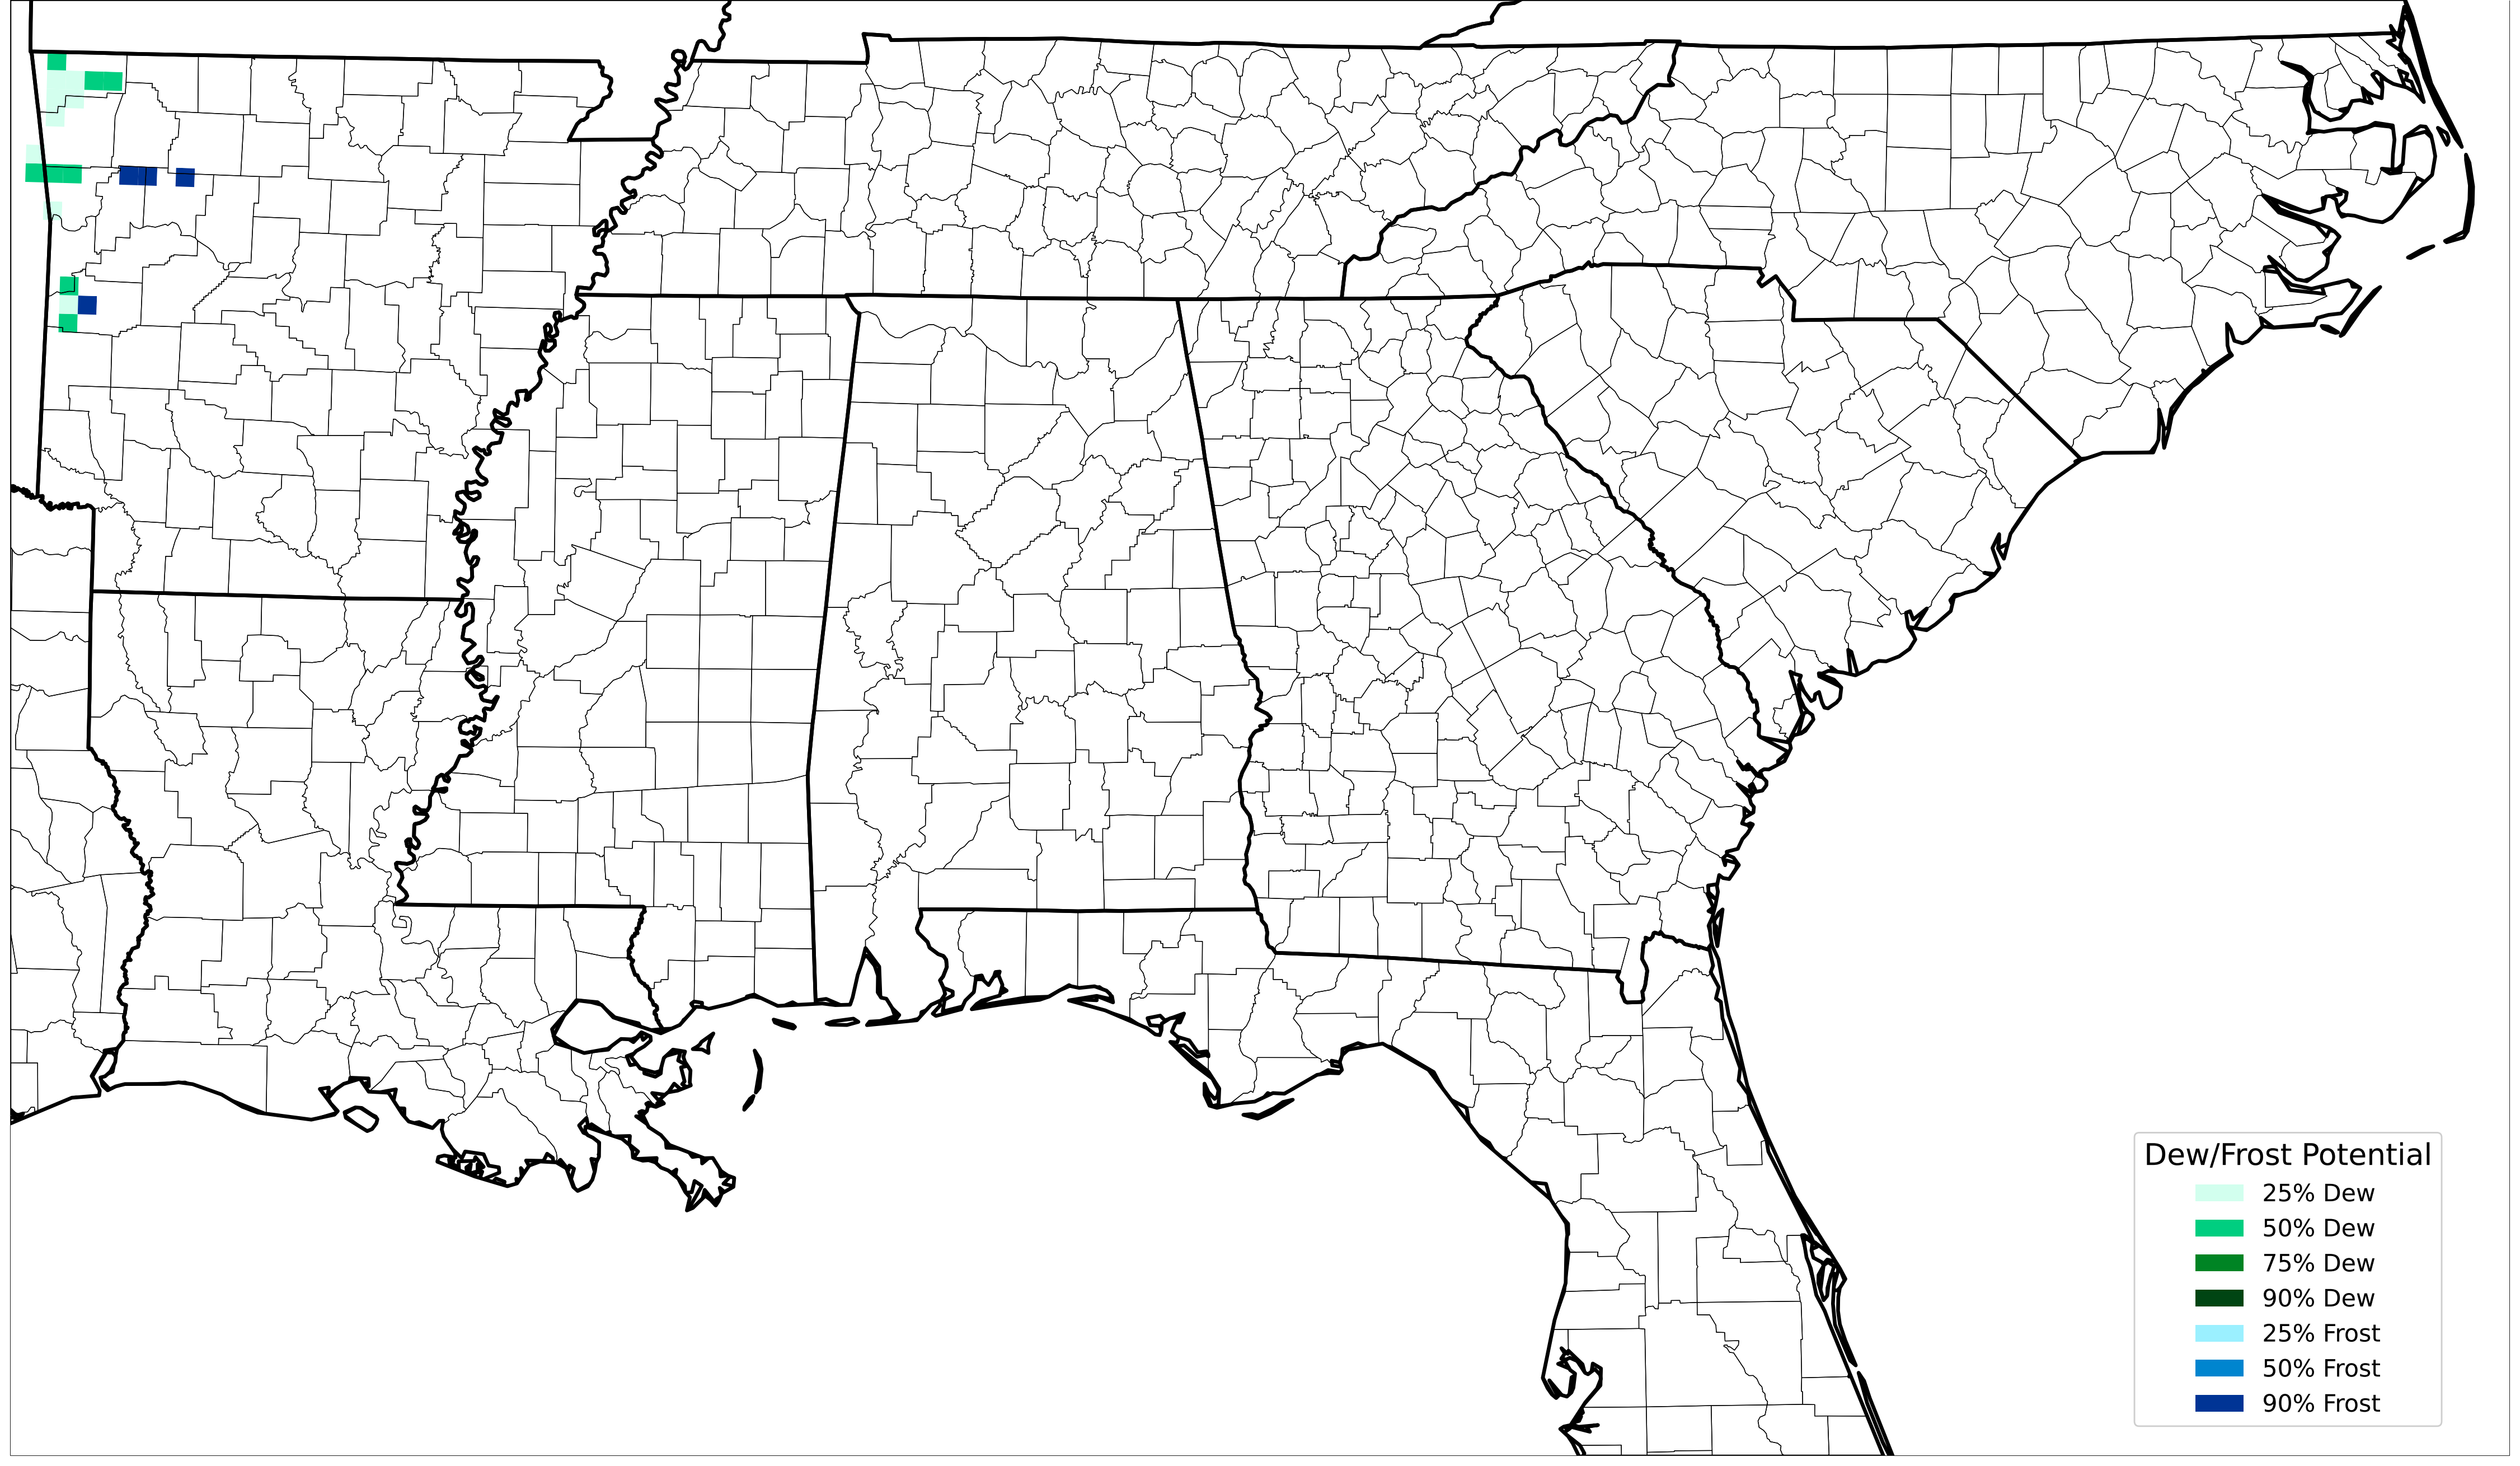 Dew/Frost Potential
25% Dew
50% Dew
75% Dew
90% Dew
25% Frost
50% Frost
90% Frost